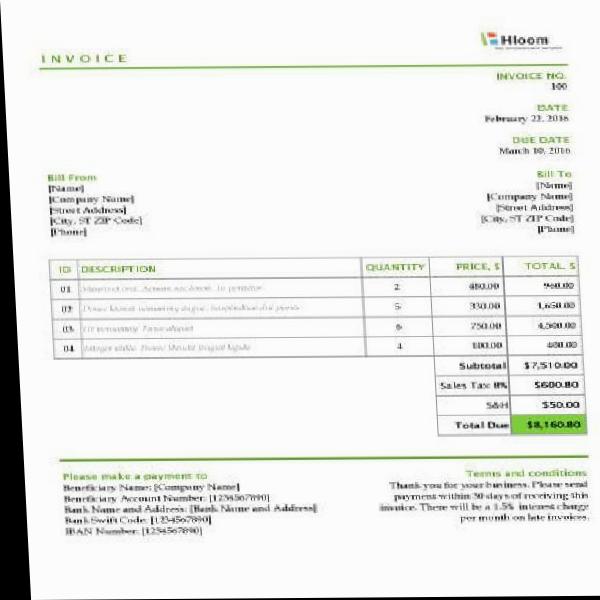 Hloom
INVOICE
INVOICE NO.
100
DATE
February 22, 2016
DUE DATE
March 10, 2016
Bill From
[Name]
[Company Name]
[Street Address]
[City, ST ZIP Code]
[Phone]
Bill To
[Name]
[Company Name]
[Street Address]
[City, ST ZIP Code]
[Phone]
ID DESCRIPTION QUANTITY PRICE, $ TOTAL, $
01 2 480.00 960.00
02 5 330.00 1,650.00
03 6 750.00 4,500.00
04 4 100.00 400.00
Subtotal $7,510.00
Sales Tax 8% $600.80
S&H $50.00
Total Due $8,160.80
Please make a payment to
Beneficiary Name: [Company Name]
Beneficiary Account Number: [1234567890]
Bank Name and Address: [Bank Name and Address]
Bank Swift Code: [1234567890]
IBAN Number: [1234567890]
Terms and conditions
Thank you for your business. Please send
payment within 30 days of receiving this
invoice. There will be a 1.5% interest charge
per month on late invoices.